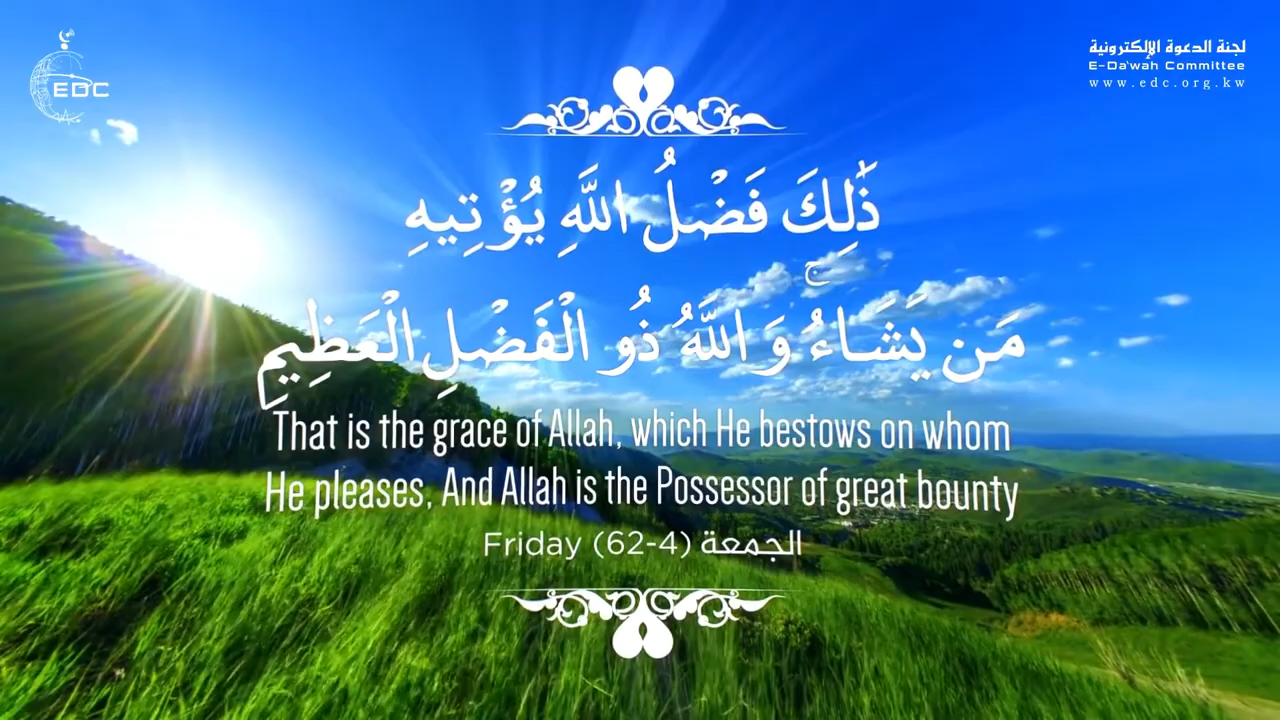 EDC
لجنة الدعوة الإلكترونية
E-Da'wah Committee
www.edc.org.kw
ذَٰلِكَ فَضْلُ اللَّهِ يُؤْتِيهِ
مَن يَشَاءُ ۚ وَاللَّهُ ذُو الْفَضْلِ الْعَظِيمِ
That is the grace of Allah, which He bestows on whom
He pleases, And Allah is the Possessor of great bounty
Friday (62-4) الجمعة